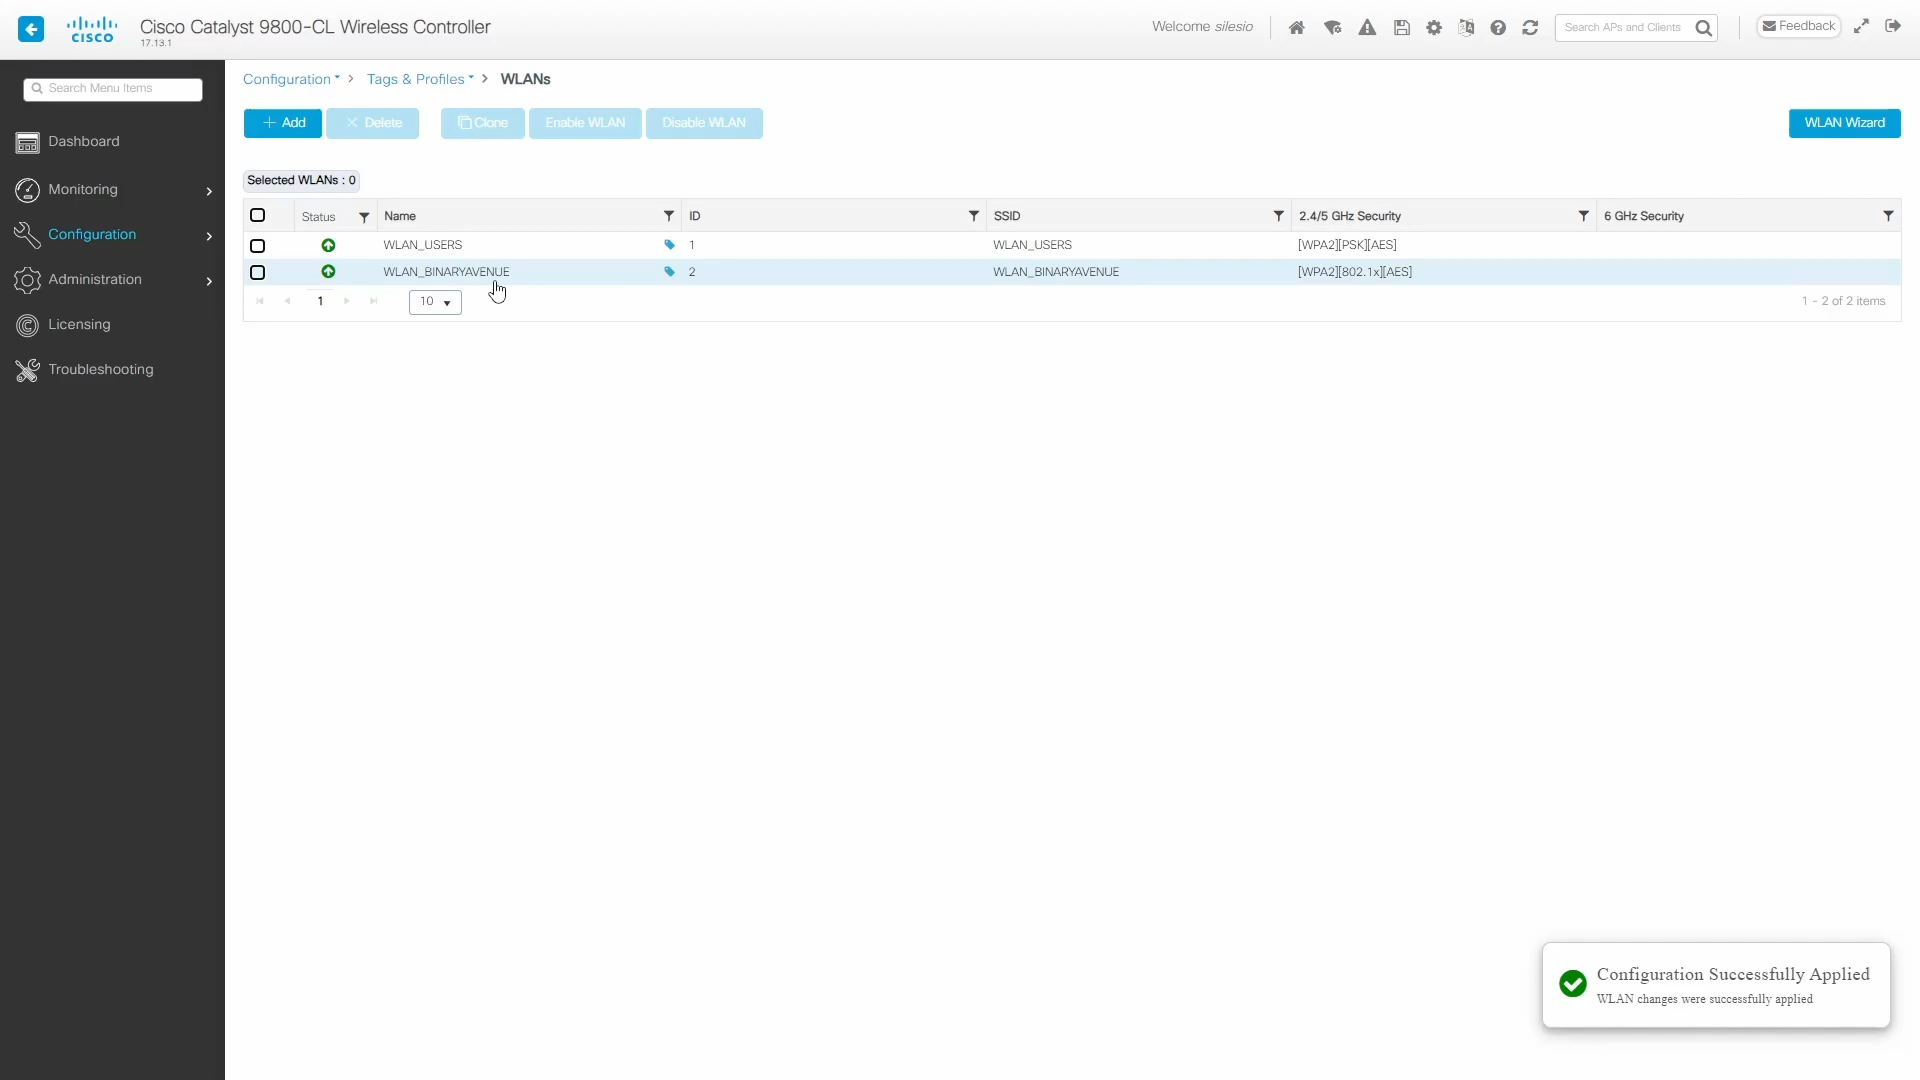 CISCO
Cisco Catalyst 9800-CL Wireless Controller
17.13.1
Welcome silesio
Search APs and Clients
Feedback
Search Menu Items
Dashboard
Monitoring
Configuration
Administration
Licensing
Troubleshooting
Configuration > Tags & Profiles > WLANs
+ Add × Delete Clone Enable WLAN Disable WLAN WLAN Wizard
Selected WLANs : 0
Status Name ID SSID 2.4/5 GHz Security 6 GHz Security
WLAN_USERS 1 WLAN_USERS [WPA2][PSK][AES]
WLAN_BINARYAVENUE 2 WLAN_BINARYAVENUE [WPA2][802.1x][AES]
1 10 1 - 2 of 2 items
Configuration Successfully Applied
WLAN changes were successfully applied